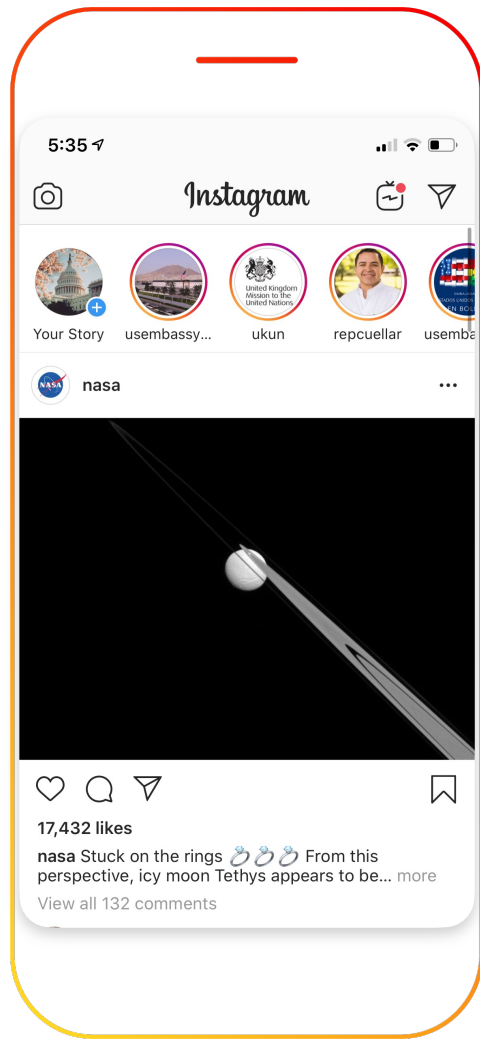 5:35
Instagram
United Kingdom
Mission to the
United Nations
EN BOL
Your Story
usembassy...
ukun
repcuellar
usemba
NASA
nasa
17,432 likes
nasa Stuck on the rings 💍💍💍 From this
perspective, icy moon Tethys appears to be... more
View all 132 comments